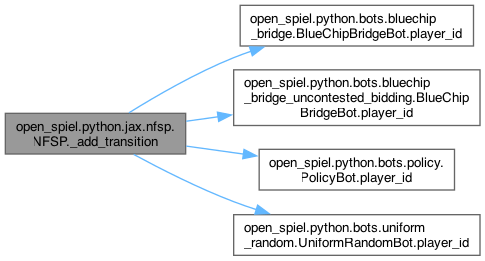 open_spiel.python.jax.nfsp.
NFSP._add_transition
open_spiel.python.bots.bluechip
_bridge.BlueChipBridgeBot.player_id
open_spiel.python.bots.bluechip
_bridge_uncontested_bidding.BlueChip
BridgeBot.player_id
open_spiel.python.bots.policy.
PolicyBot.player_id
open_spiel.python.bots.uniform
_random.UniformRandomBot.player_id